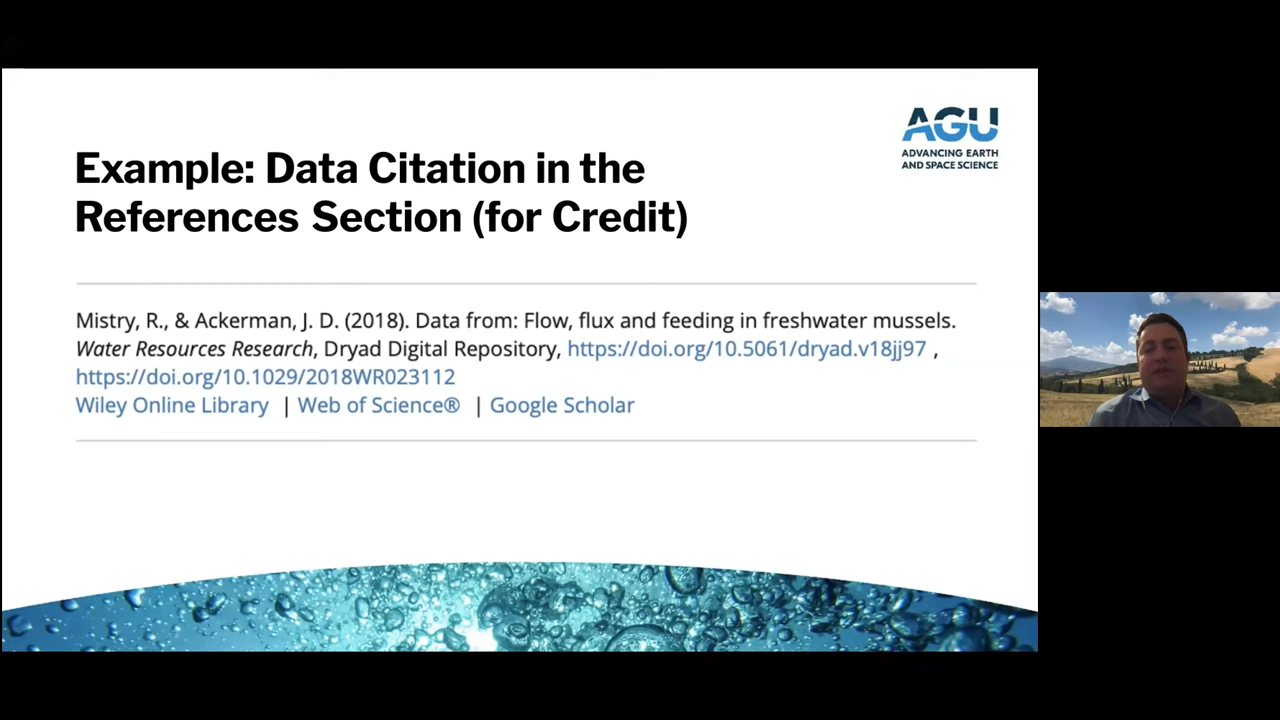 AGU
ADVANCING EARTH
AND SPACE SCIENCE
Example: Data Citation in the
References Section (for Credit)
Mistry, R., & Ackerman, J. D. (2018). Data from: Flow, flux and feeding in freshwater mussels.
Water Resources Research, Dryad Digital Repository, https://doi.org/10.5061/dryad.v18jj97 ,
https://doi.org/10.1029/2018WR023112
Wiley Online Library | Web of Science® | Google Scholar